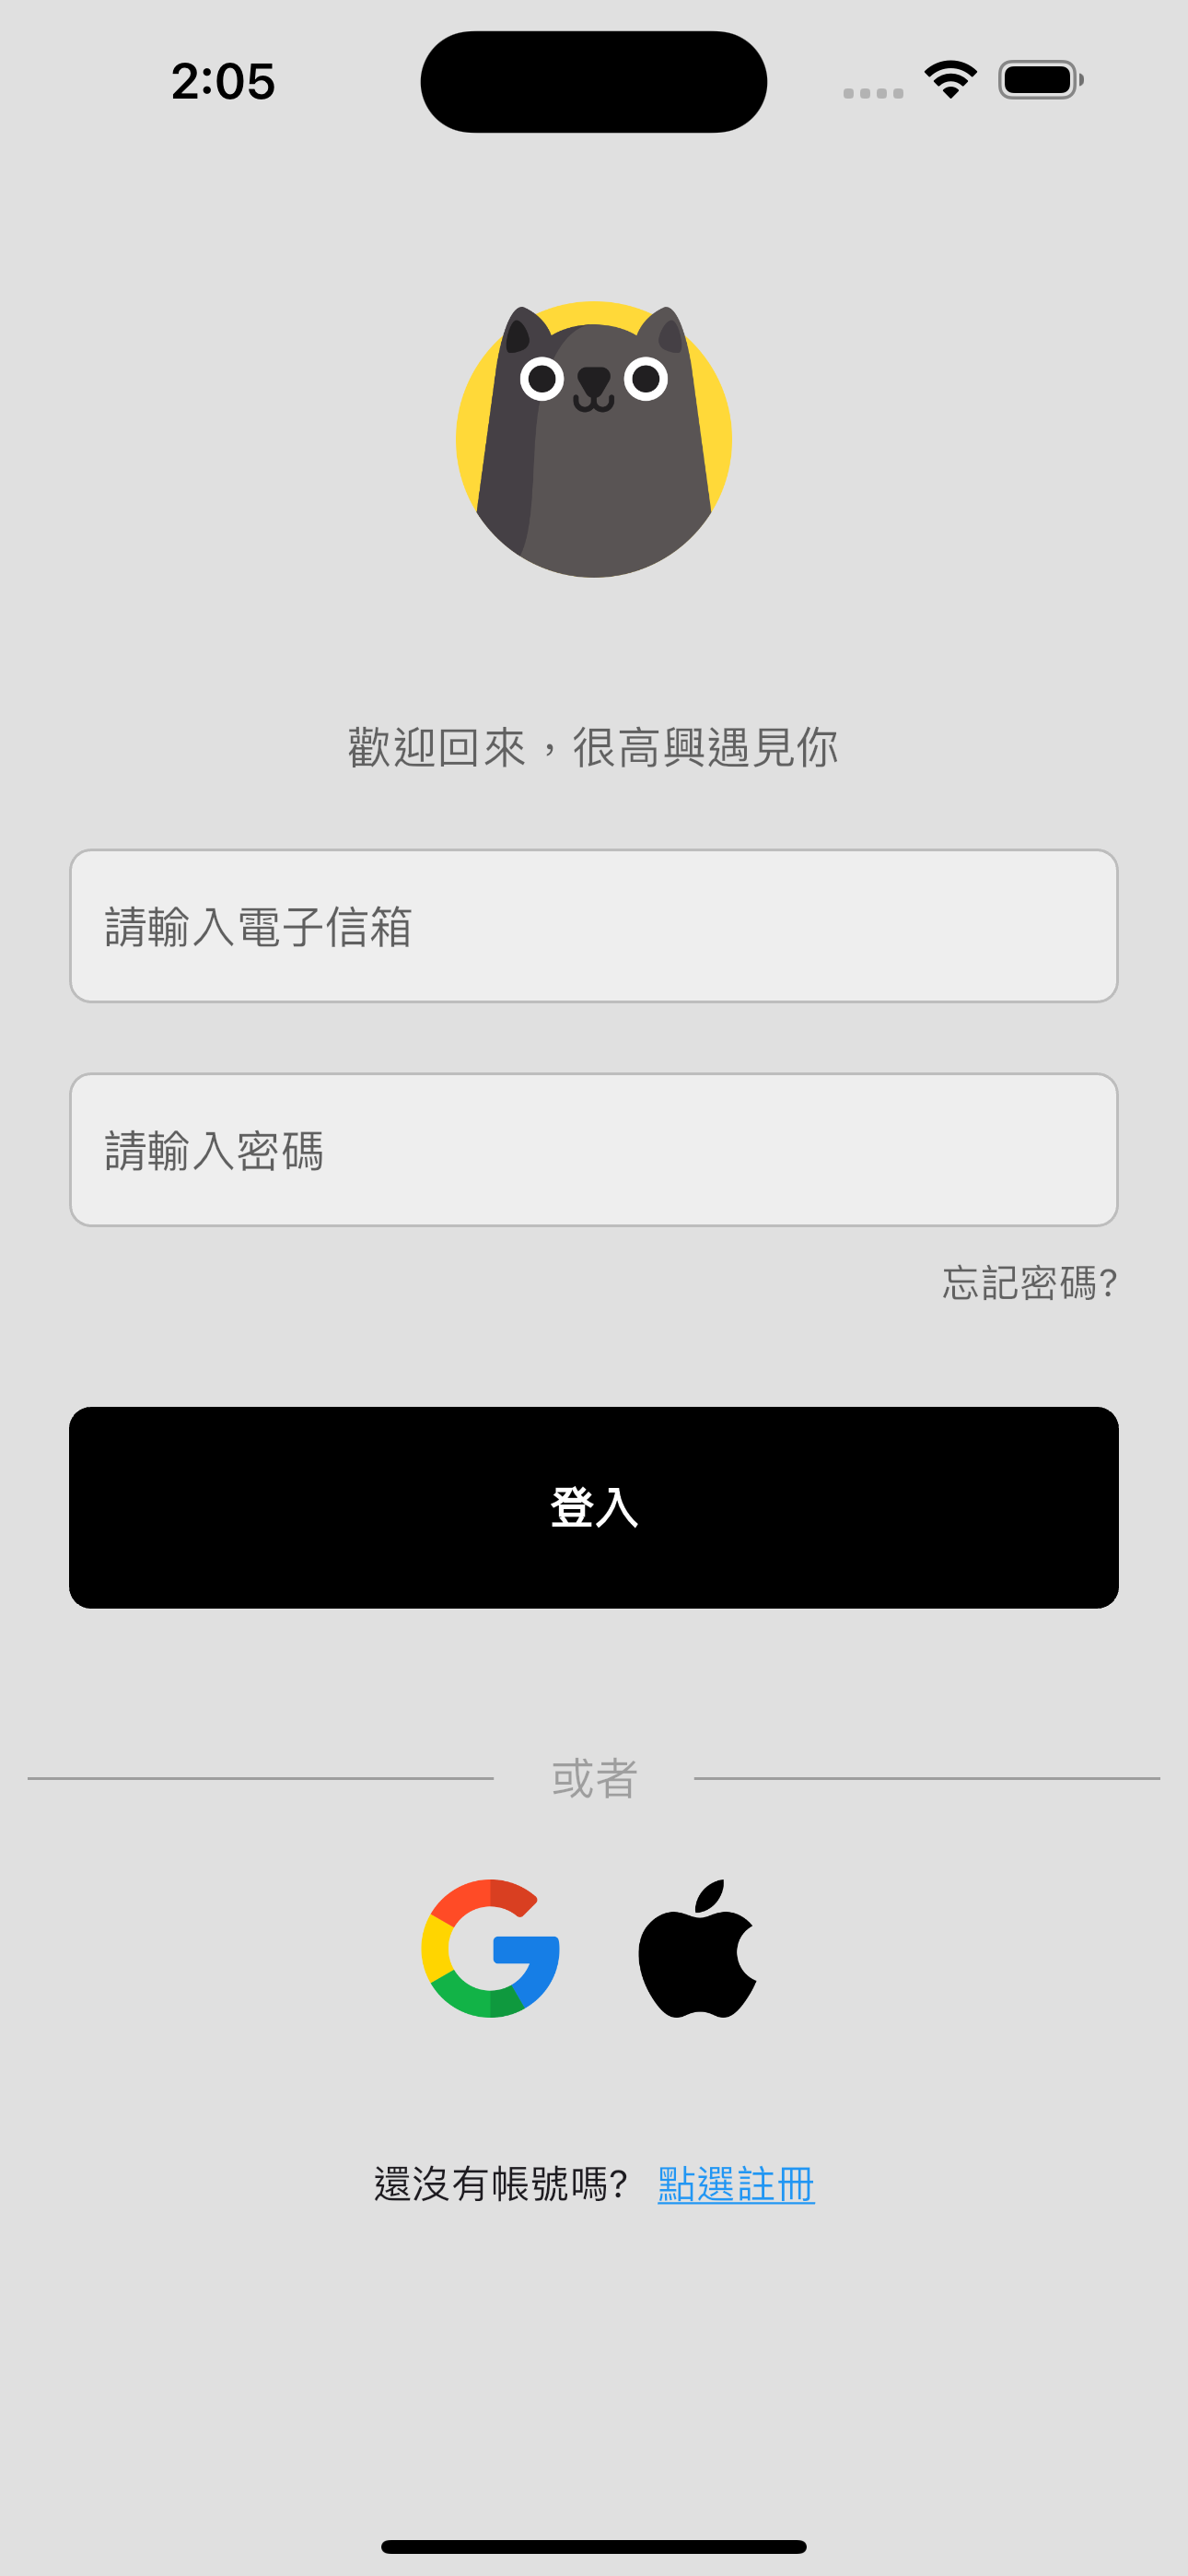 2:05
歡迎回來，很高興遇見你
請輸入電子信箱
請輸入密碼
忘記密碼?
登入
或者
還沒有帳號嗎? 點選註冊